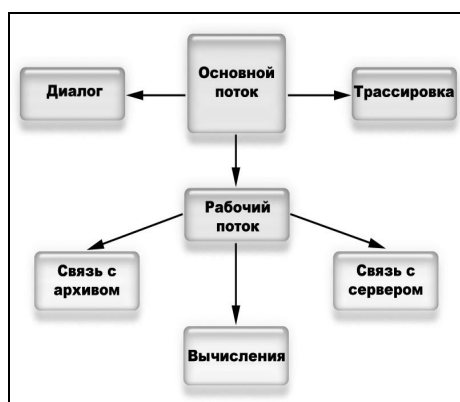 Основной
поток
Диалог
Трассировка
Рабочий
поток
Связь с
архивом
Связь с
сервером
Вычисления